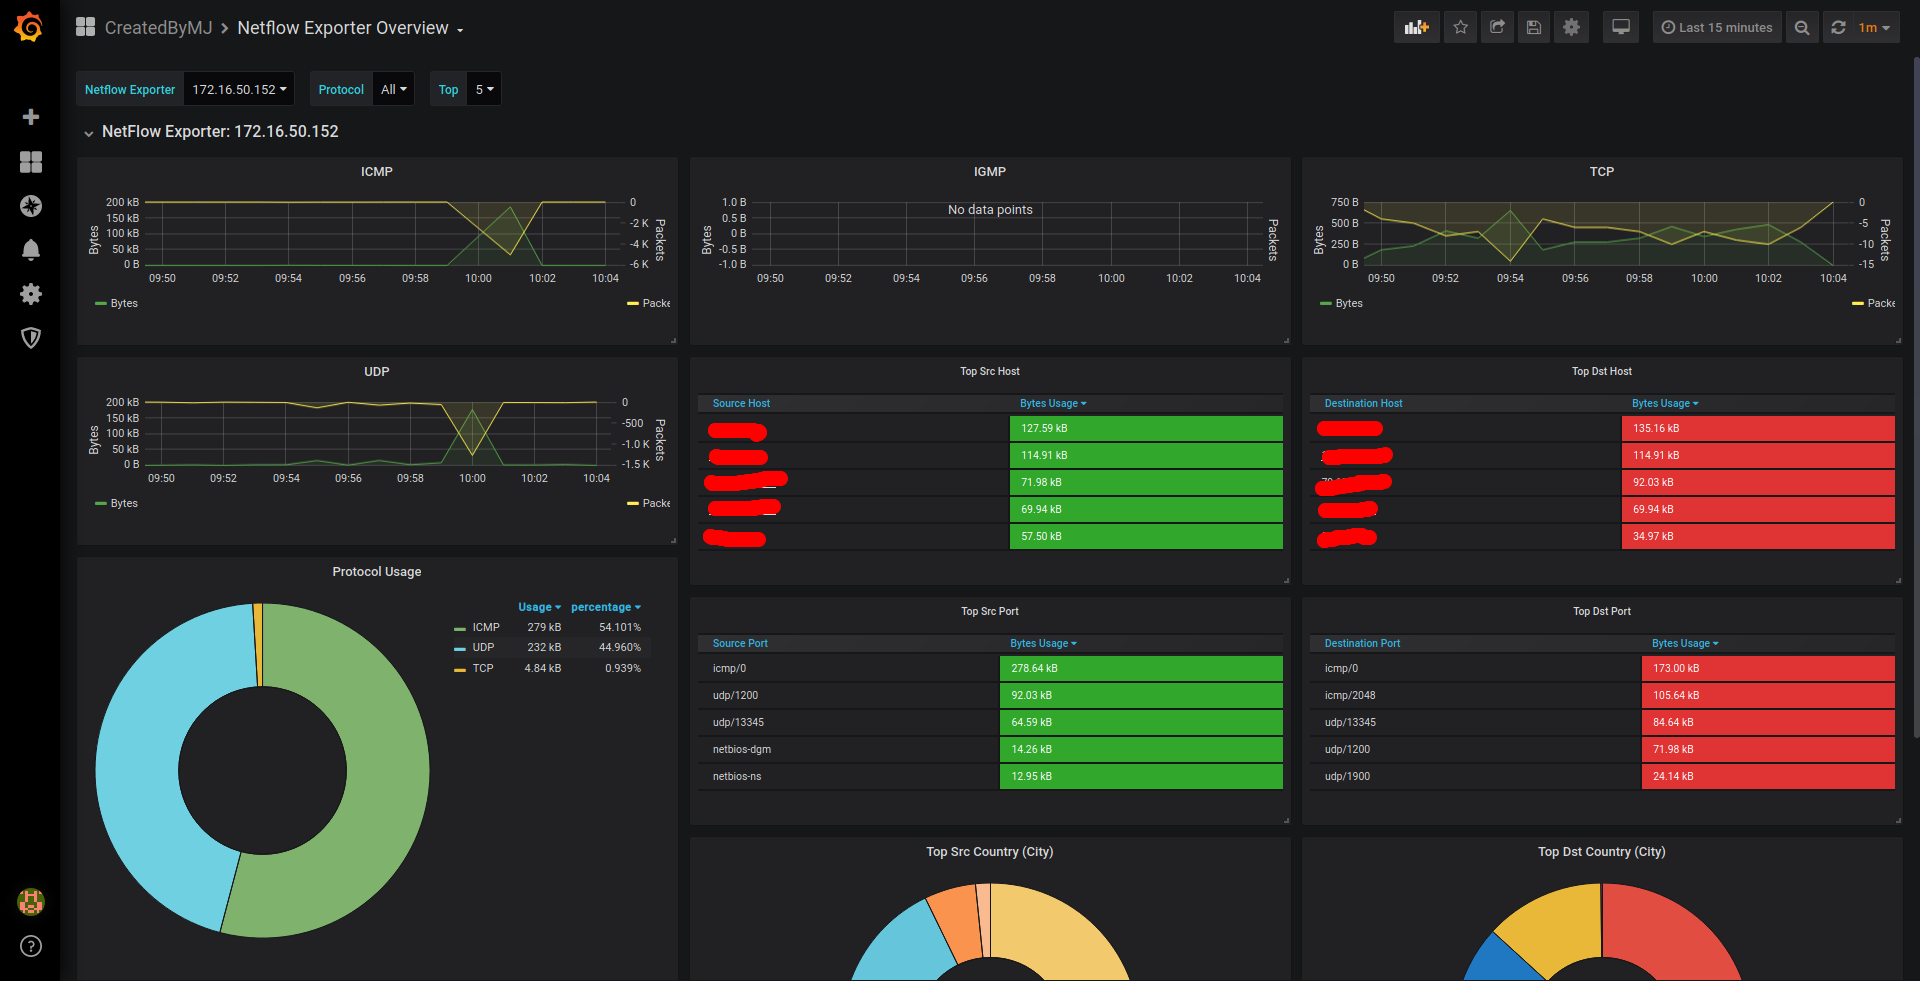 CreatedByMJ > Netflow Exporter Overview
Last 15 minutes
1m
Netflow Exporter 172.16.50.152
Protocol All
Top 5
NetFlow Exporter: 172.16.50.152
ICMP
Bytes
200 kB
150 kB
100 kB
50 kB
0 B
0
-2 K
-4 K
-6 K
Packets
09:50 09:52 09:54 09:56 09:58 10:00 10:02 10:04
Bytes
Packe
IGMP
Bytes
1.0 B
0.5 B
0 B
-0.5 B
-1.0 B
No data points
Packets
09:50 09:52 09:54 09:56 09:58 10:00 10:02 10:04
TCP
Bytes
750 B
500 B
250 B
0 B
0
-5
-10
-15
Packets
09:50 09:52 09:54 09:56 09:58 10:00 10:02 10:04
Bytes
Packe
UDP
Bytes
200 kB
150 kB
100 kB
50 kB
0 B
0
-500
-1.0 K
-1.5 K
Packets
09:50 09:52 09:54 09:56 09:58 10:00 10:02 10:04
Bytes
Packe
Top Src Host
Source Host Bytes Usage
127.59 kB
114.91 kB
71.98 kB
69.94 kB
57.50 kB
Top Dst Host
Destination Host Bytes Usage
135.16 kB
114.91 kB
92.03 kB
69.94 kB
34.97 kB
Protocol Usage
Usage percentage
ICMP 279 kB 54.101%
UDP 232 kB 44.960%
TCP 4.84 kB 0.939%
Top Src Port
Source Port Bytes Usage
icmp/0 278.64 kB
udp/1200 92.03 kB
udp/13345 64.59 kB
netbios-dgm 14.26 kB
netbios-ns 12.95 kB
Top Dst Port
Destination Port Bytes Usage
icmp/0 173.00 kB
icmp/2048 105.64 kB
udp/13345 84.64 kB
udp/1200 71.98 kB
udp/1900 24.14 kB
Top Src Country (City)
Top Dst Country (City)